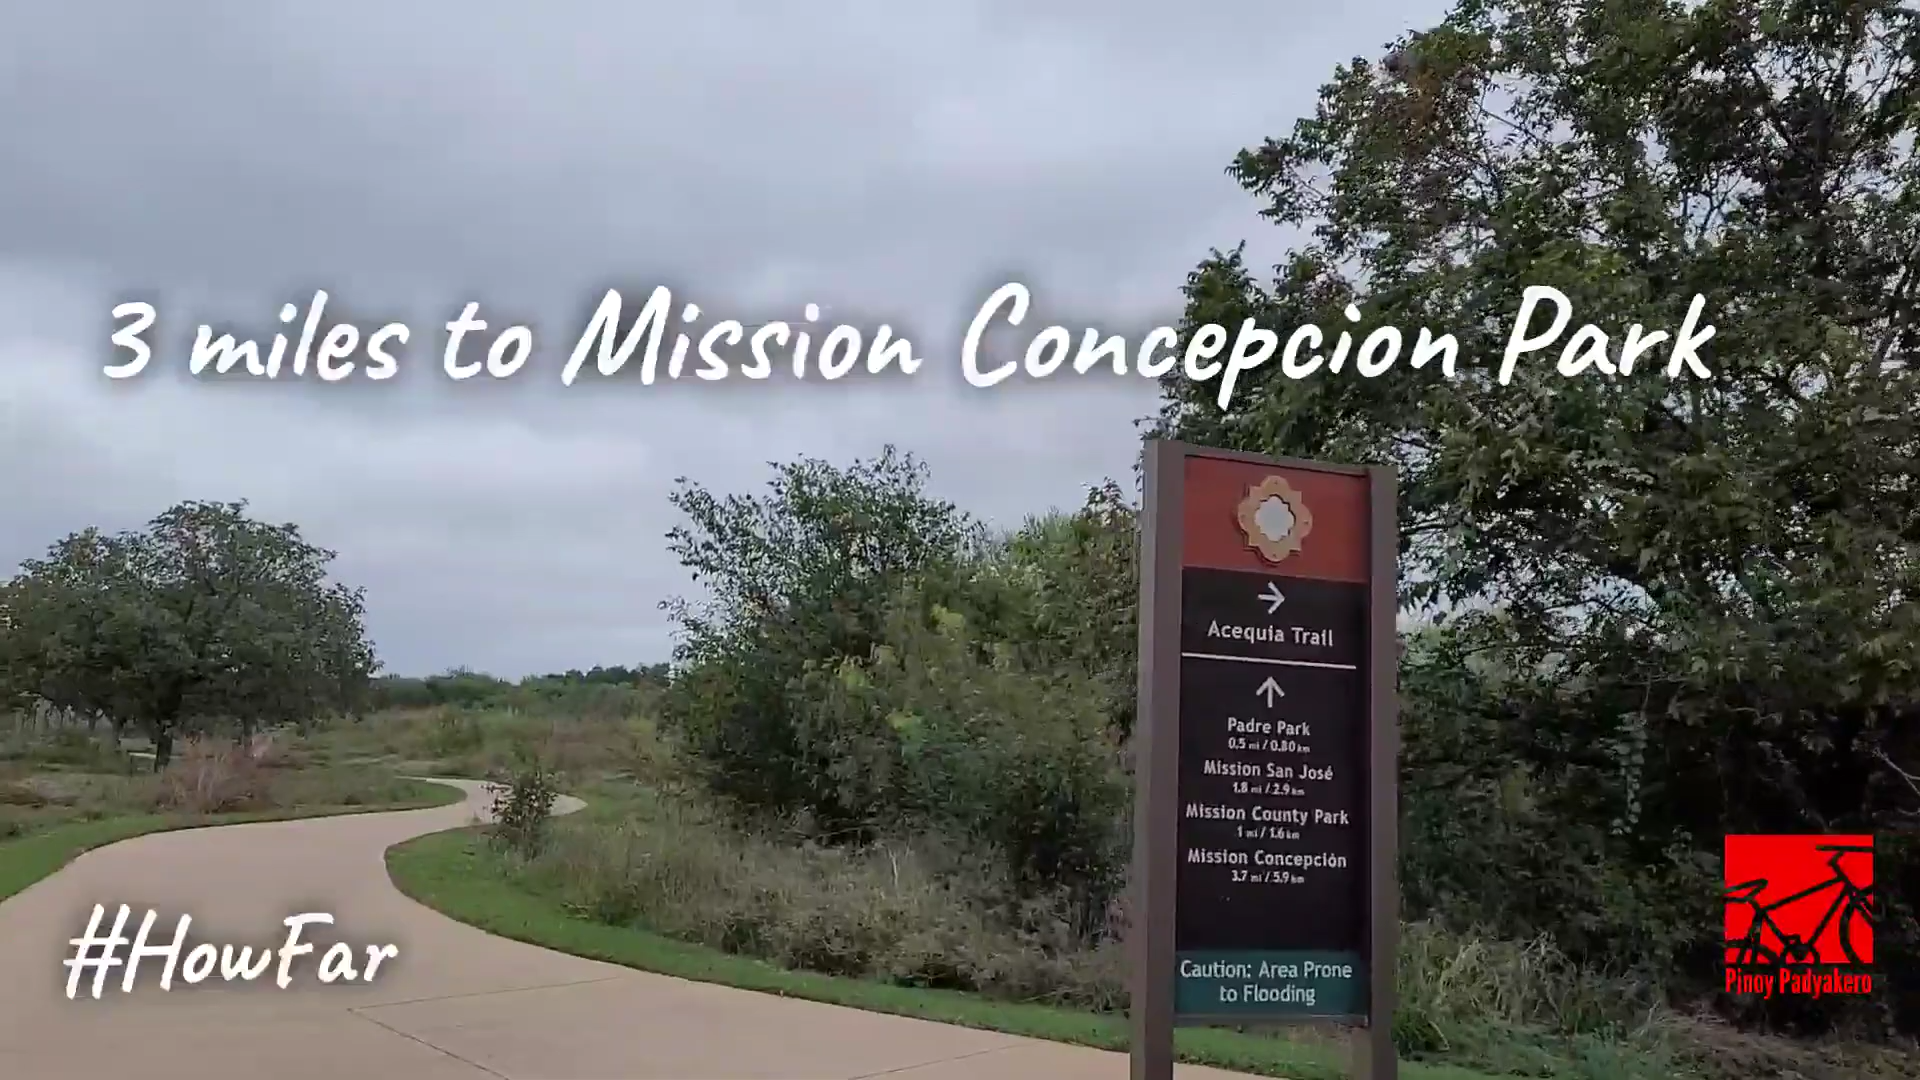 3 miles to Mission Concepcion Park
→
Acequia Trail
↑
Padre Park
0.5 mi / 0.80 km
Mission San José
1.8 mi / 2.9 km
Mission County Park
1 mi / 1.6 km
Mission Concepción
3.7 mi / 5.9 km
Caution: Area Prone
to Flooding
#HowFar
Pinoy Padyakero